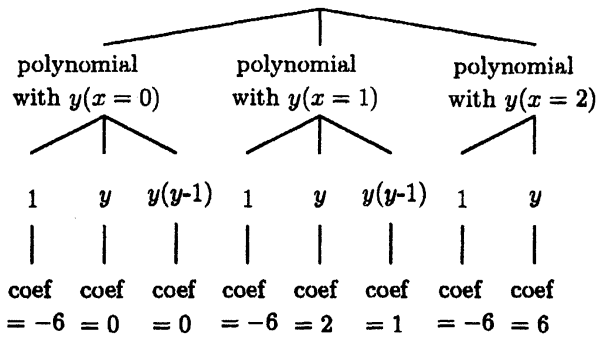 polynomial polynomial polynomial
with y(x = 0) with y(x = 1) with y(x = 2)
1 y y(y-1) 1 y y(y-1) 1 y
coef coef coef coef coef coef coef coef
= −6 = 0 = 0 = −6 = 2 = 1 = −6 = 6